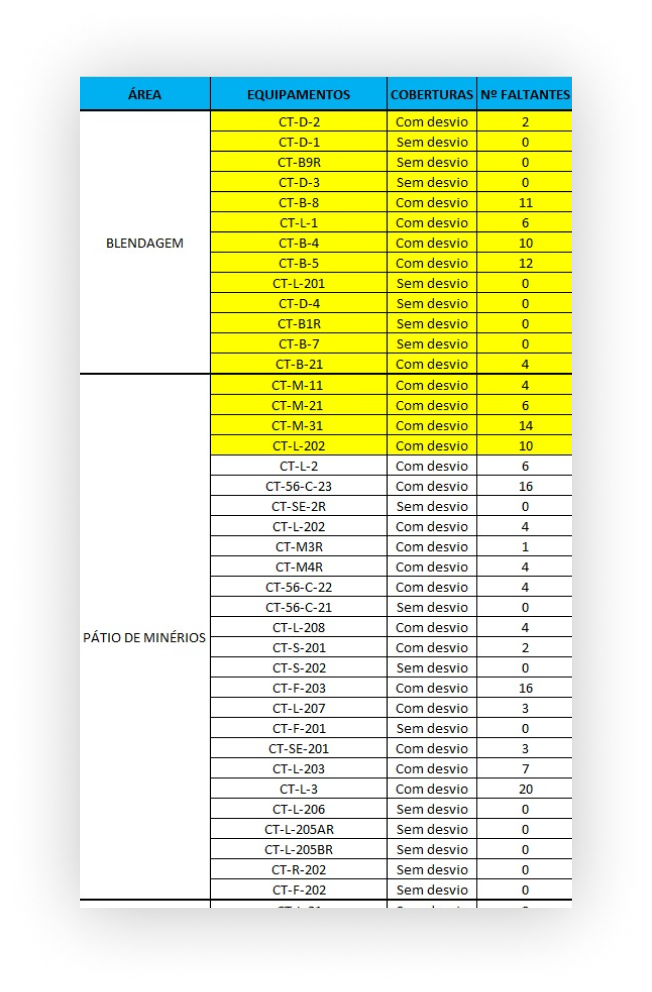 ÁREA EQUIPAMENTOS COBERTURAS Nº FALTANTES
CT-D-2 Com desvio 2
CT-D-1 Sem desvio 0
CT-B9R Sem desvio 0
CT-D-3 Sem desvio 0
CT-B-8 Com desvio 11
CT-L-1 Com desvio 6
BLENDAGEM CT-B-4 Com desvio 10
CT-B-5 Com desvio 12
CT-L-201 Sem desvio 0
CT-D-4 Sem desvio 0
CT-B1R Sem desvio 0
CT-B-7 Sem desvio 0
CT-B-21 Com desvio 4
CT-M-11 Com desvio 4
CT-M-21 Com desvio 6
CT-M-31 Com desvio 14
CT-L-202 Com desvio 10
CT-L-2 Com desvio 6
CT-56-C-23 Com desvio 16
CT-SE-2R Sem desvio 0
CT-L-202 Com desvio 4
CT-M3R Com desvio 1
CT-M4R Com desvio 4
CT-56-C-22 Com desvio 4
CT-56-C-21 Sem desvio 0
CT-L-208 Com desvio 4
PÁTIO DE MINÉRIOS CT-S-201 Com desvio 2
CT-S-202 Sem desvio 0
CT-F-203 Com desvio 16
CT-L-207 Com desvio 3
CT-F-201 Sem desvio 0
CT-SE-201 Com desvio 3
CT-L-203 Com desvio 7
CT-L-3 Com desvio 20
CT-L-206 Sem desvio 0
CT-L-205AR Sem desvio 0
CT-L-205BR Sem desvio 0
CT-R-202 Sem desvio 0
CT-F-202 Sem desvio 0